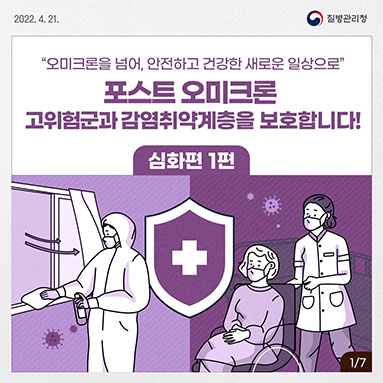 2022. 4. 21.
질병관리청
“오미크론을 넘어, 안전하고 건강한 새로운 일상으로”
포스트 오미크론
고위험군과 감염취약계층을 보호합니다!
심화편 1편
1/7